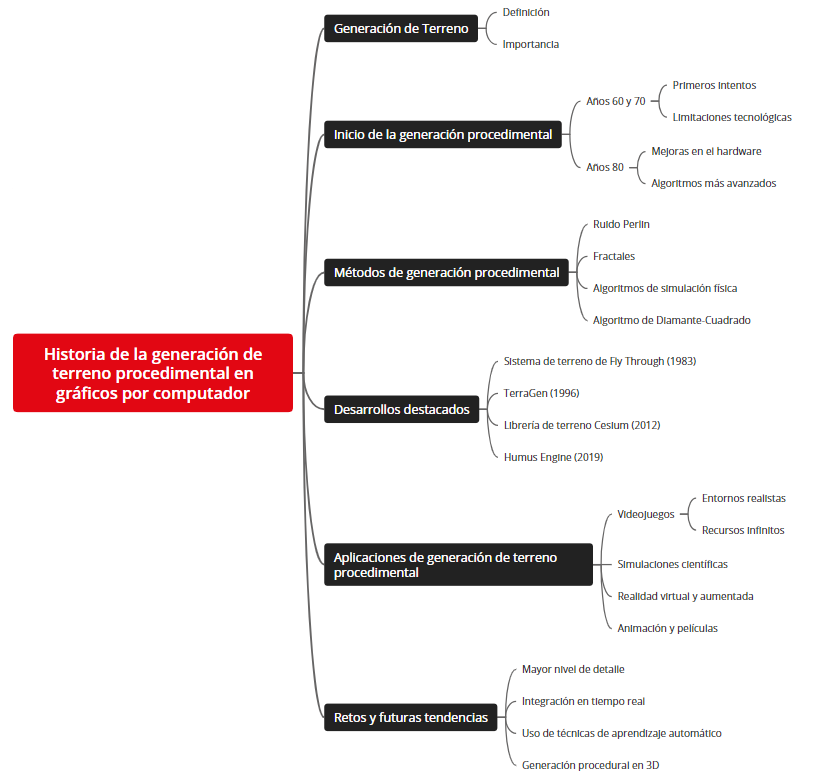 Generación de Terreno
Definición
Importancia
Inicio de la generación procedimental
Años 60 y 70
Primeros intentos
Limitaciones tecnológicas
Años 80
Mejoras en el hardware
Algoritmos más avanzados
Métodos de generación procedimental
Ruido Perlin
Fractales
Algoritmos de simulación física
Algoritmo de Diamante-Cuadrado
Historia de la generación de
terreno procedimental en
gráficos por computador
Desarrollos destacados
Sistema de terreno de Fly Through (1983)
TerraGen (1996)
Librería de terreno Cesium (2012)
Humus Engine (2019)
Aplicaciones de generación de terreno
procedimental
Videojuegos
Entornos realistas
Recursos infinitos
Simulaciones científicas
Realidad virtual y aumentada
Animación y películas
Retos y futuras tendencias
Mayor nivel de detalle
Integración en tiempo real
Uso de técnicas de aprendizaje automático
Generación procedural en 3D